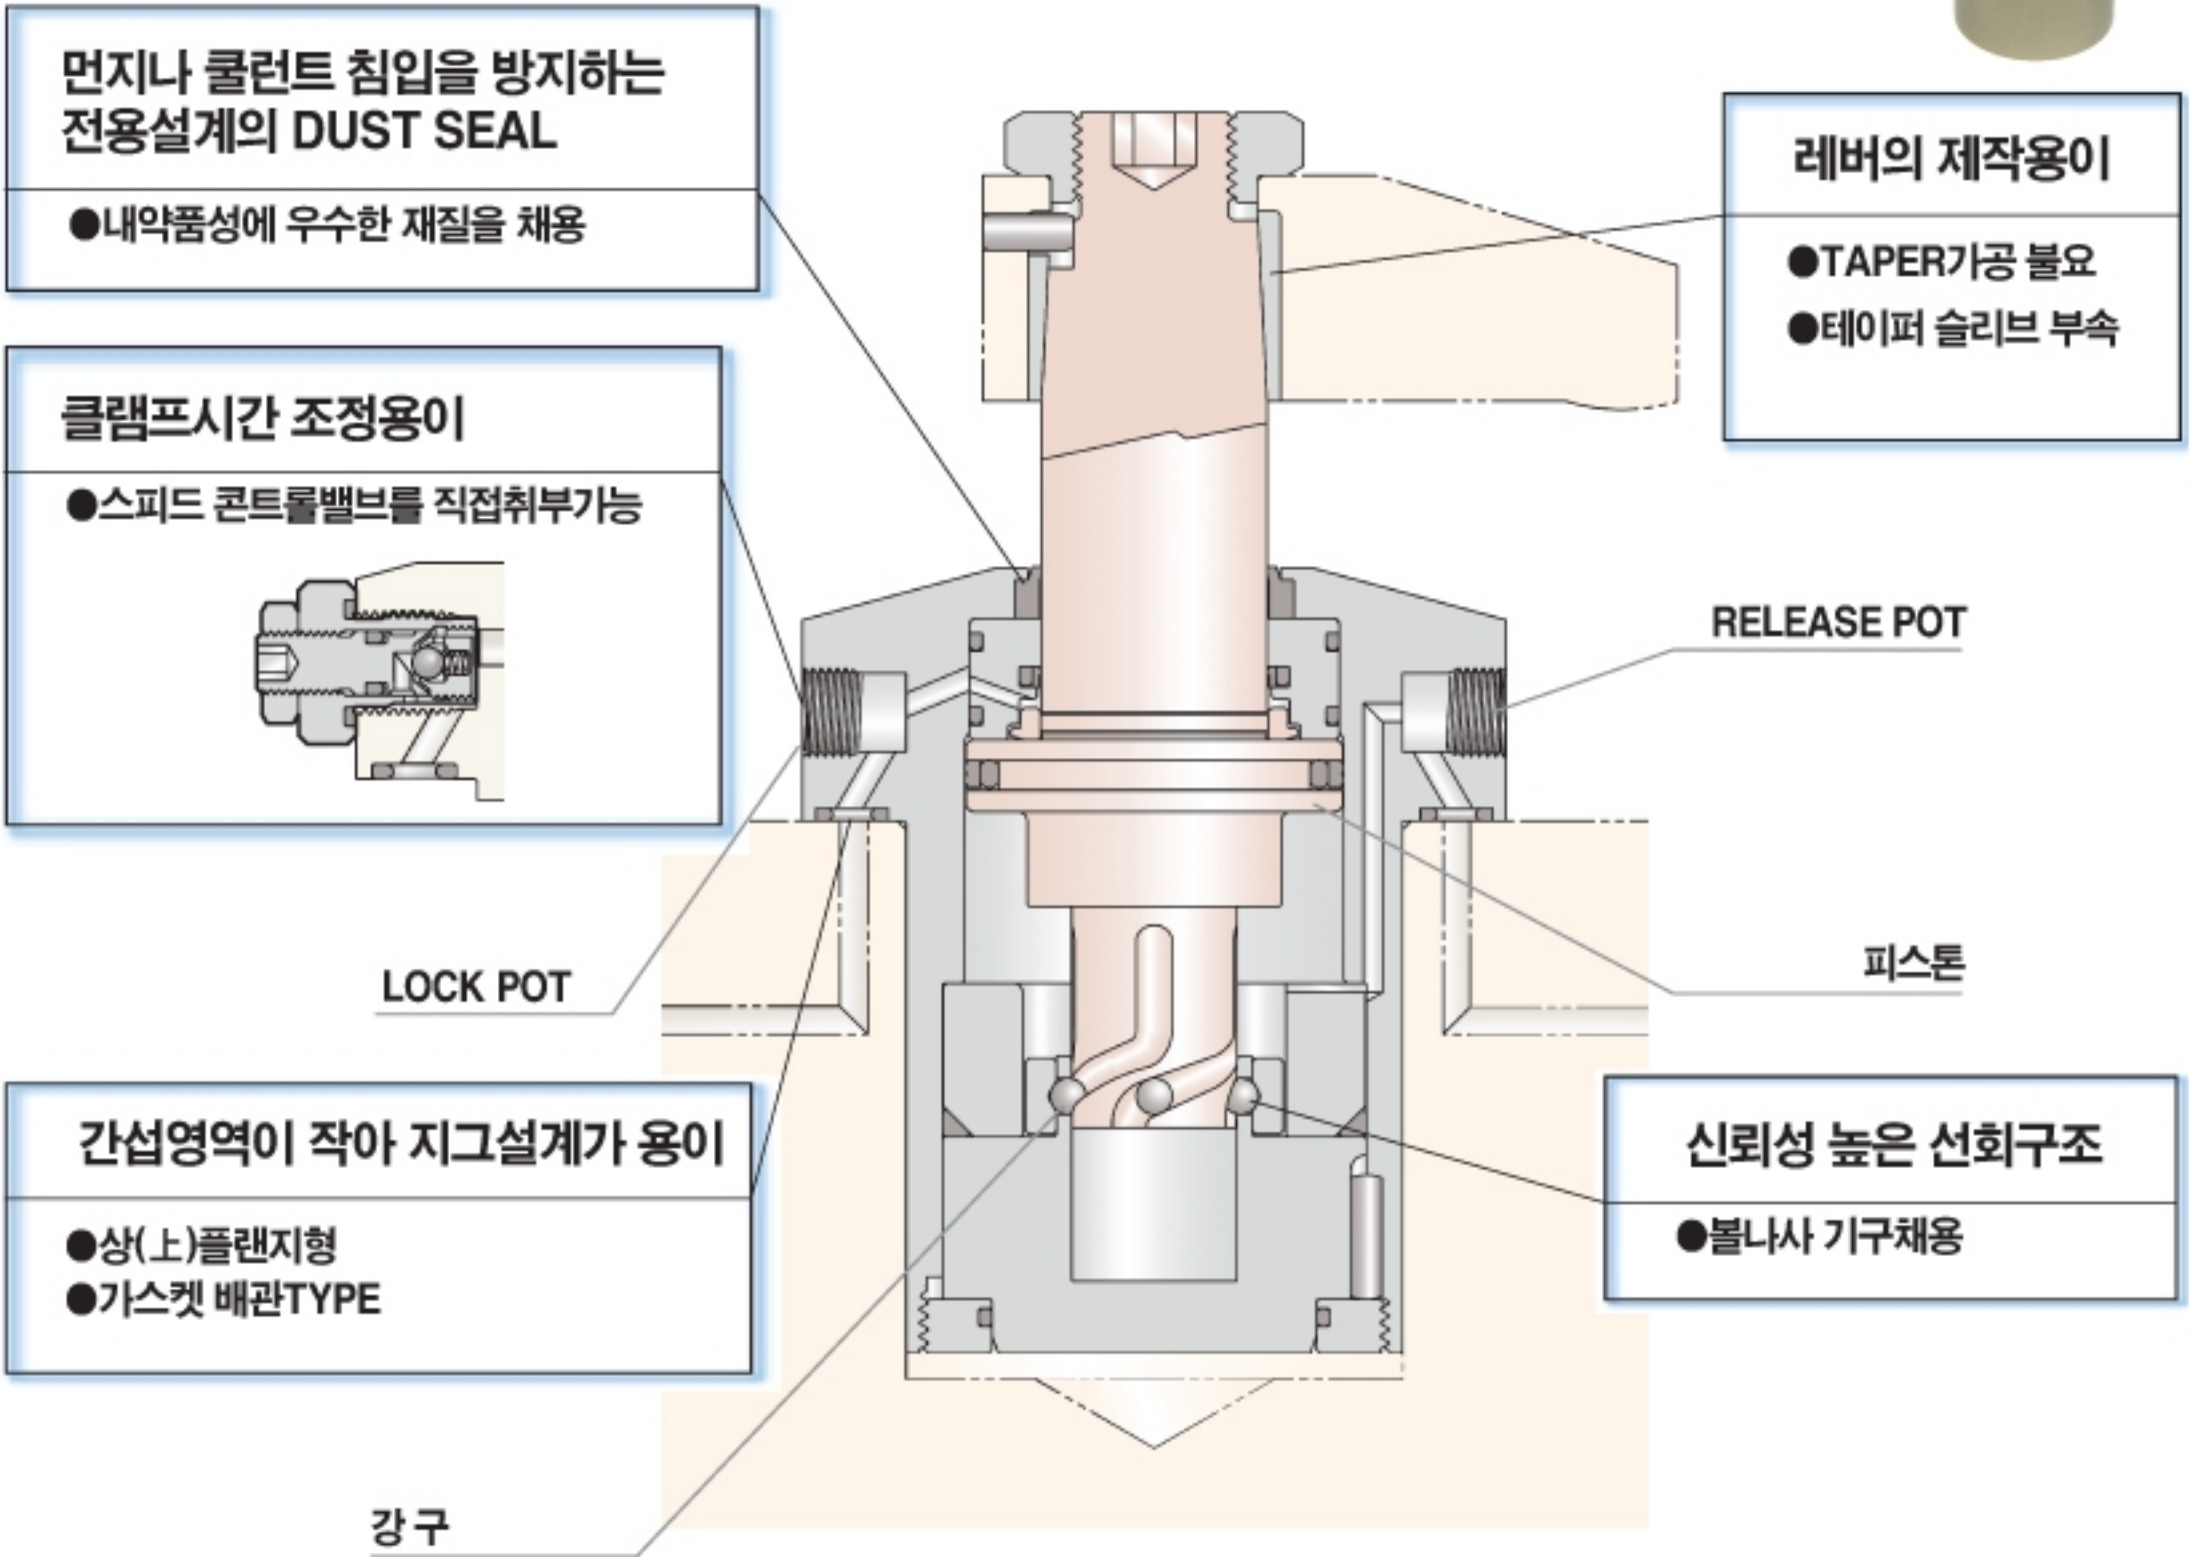 먼지나 쿨런트 침입을 방지하는
전용설계의 DUST SEAL
●내약품성에 우수한 재질을 채용
레버의 제작용이
●TAPER가공 불요
●테이퍼 슬리브 부속
클램프시간 조정용이
●스피드 콘트롤밸브를 직접취부가능
RELEASE POT
LOCK POT
피스톤
간섭영역이 작아 지그설계가 용이
●상(上)플랜지형
●가스켓 배관TYPE
신뢰성 높은 선회구조
●볼나사 기구채용
강 구